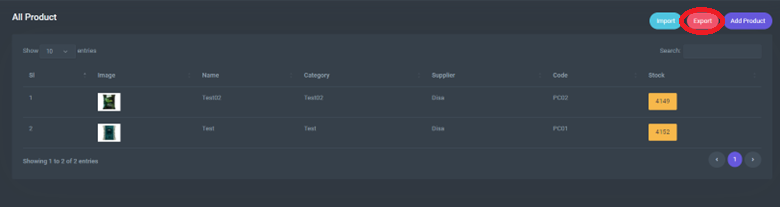 All Product
Import Export Add Product
Show 10 entries Search:
Sl Image Name Category Supplier Code Stock
1 Test02 Test02 Disa PC02 4149
2 Test Test Disa PC01 4152
Showing 1 to 2 of 2 entries 1